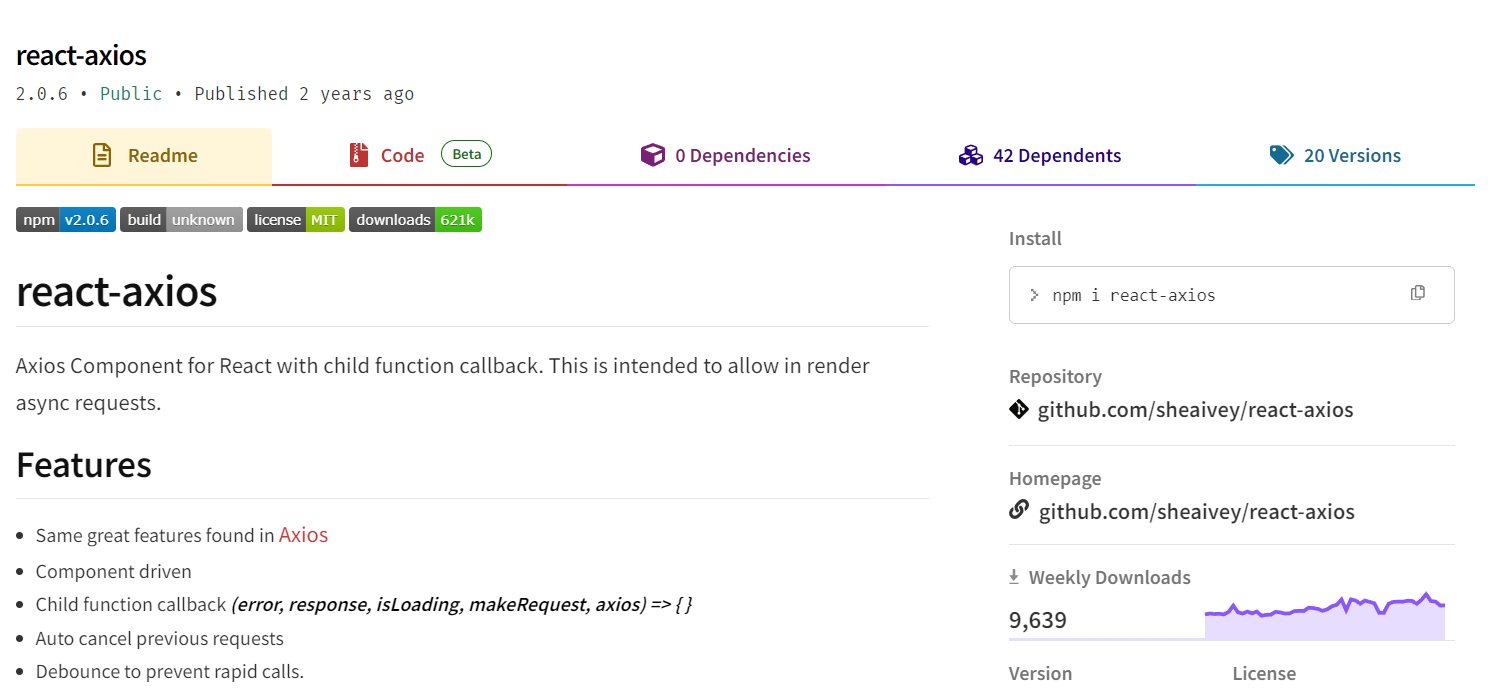 react-axios
2.0.6 • Public • Published 2 years ago
Readme
Code Beta
0 Dependencies
42 Dependents
20 Versions
npm v2.0.6 build unknown license MIT downloads 621k
react-axios
Axios Component for React with child function callback. This is intended to allow in render
async requests.
Features
• Same great features found in Axios
• Component driven
• Child function callback (error, response, isLoading, makeRequest, axios) => { }
• Auto cancel previous requests
• Debounce to prevent rapid calls.
Install
> npm i react-axios
Repository
github.com/sheaivey/react-axios
Homepage
github.com/sheaivey/react-axios
Weekly Downloads
9,639
Version
License